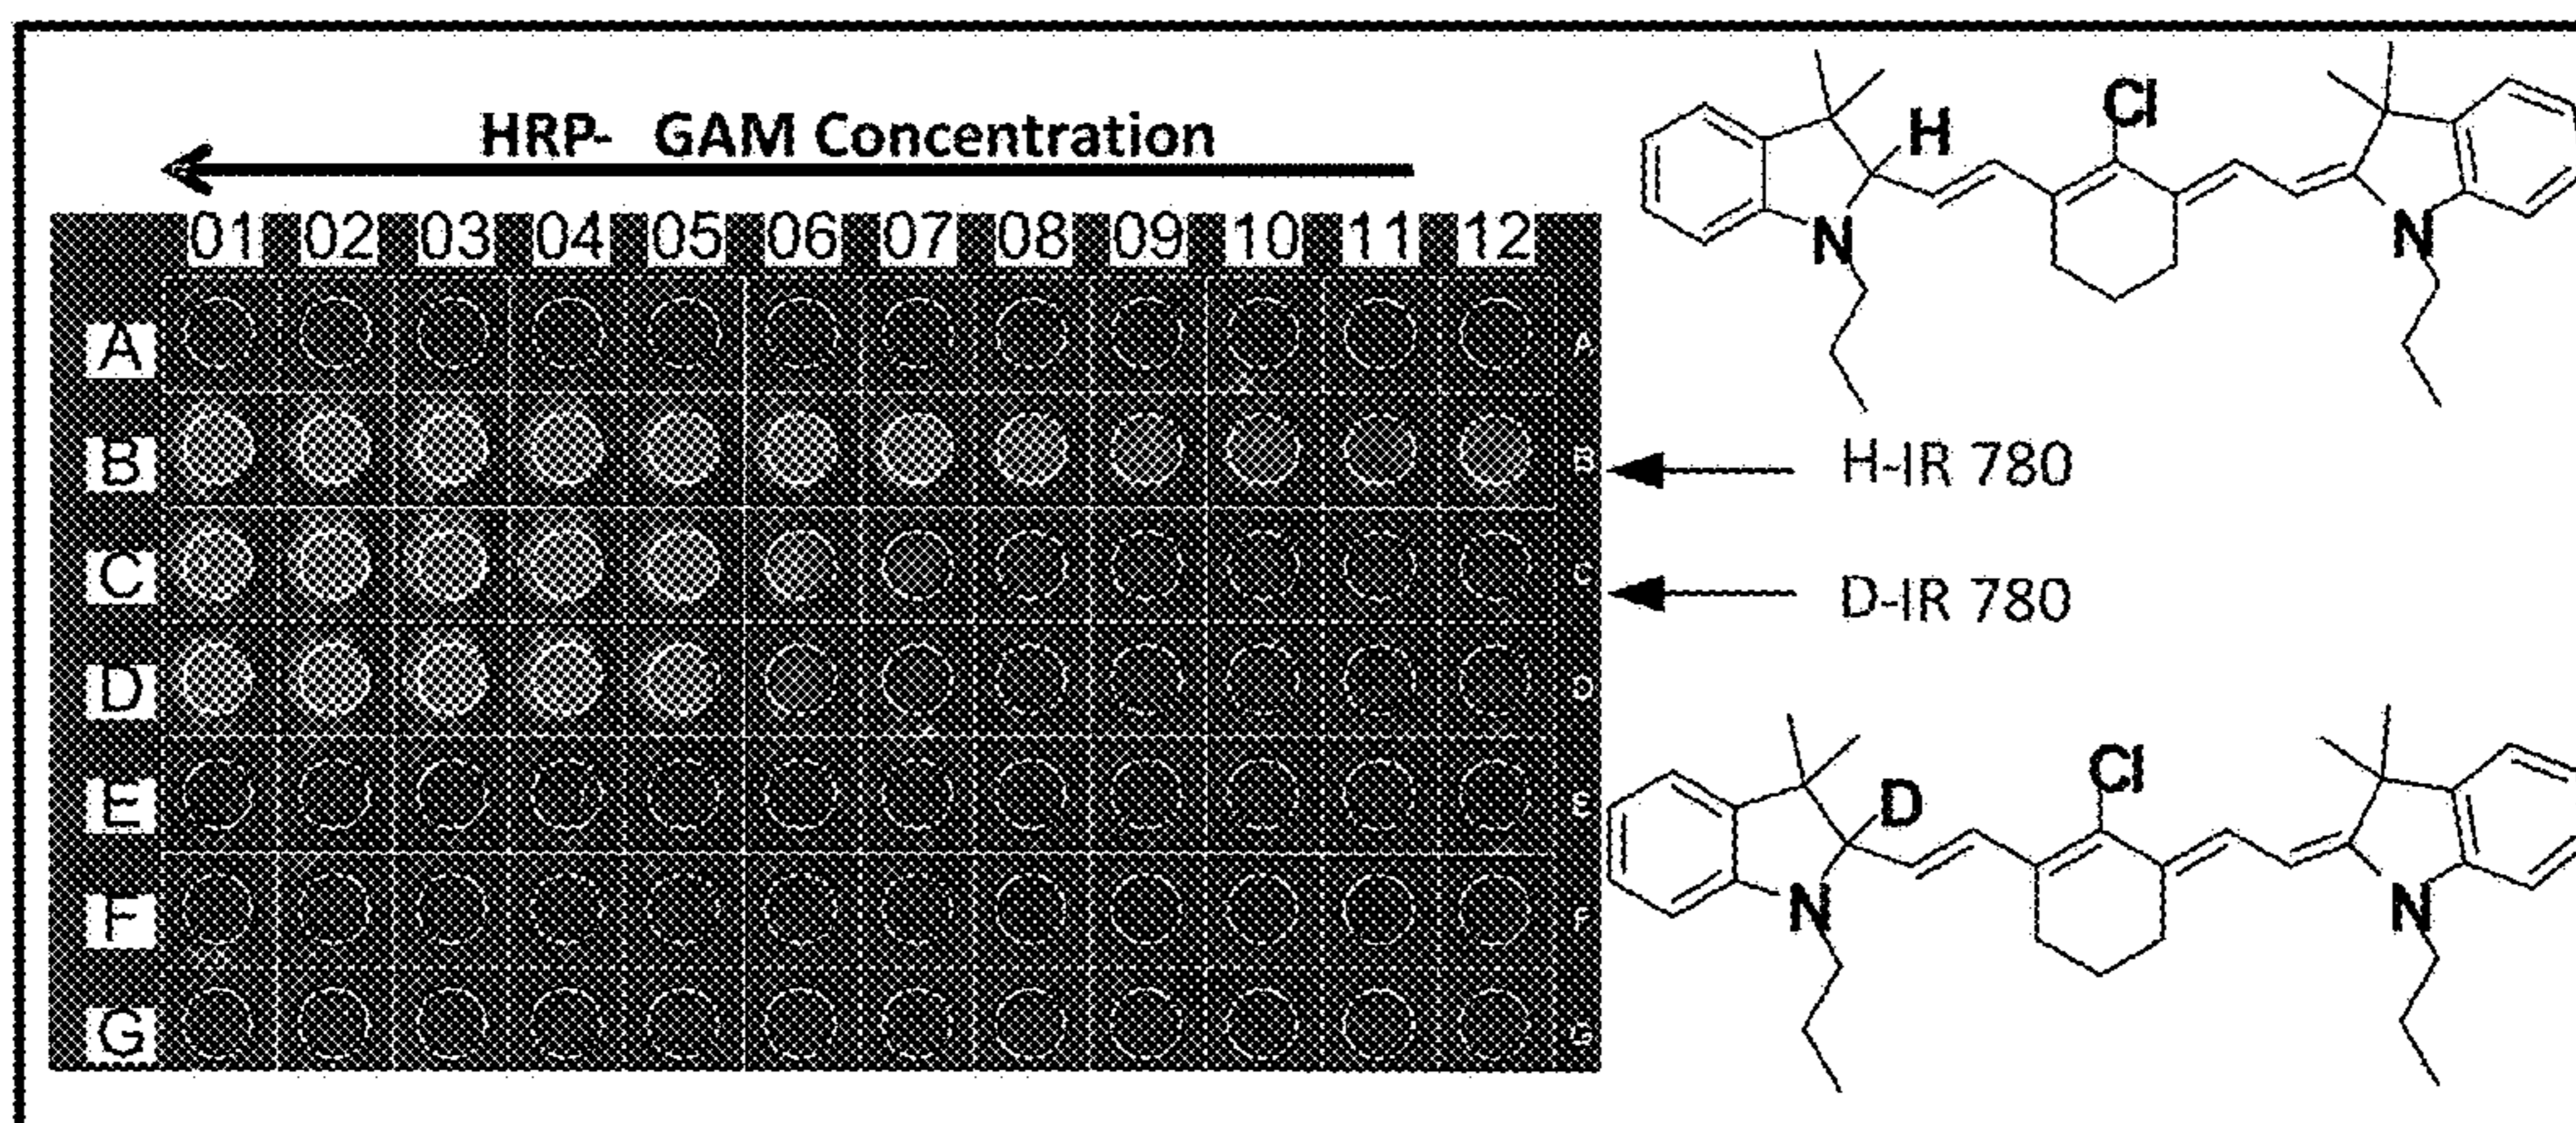 HRP- GAM Concentration
01 02 03 04 05 06 07 08 09 10 11 12
A A
B B
C C
D D
E E
F F
G G
H Cl
N N
H-IR 780
D-IR 780
D Cl
N N